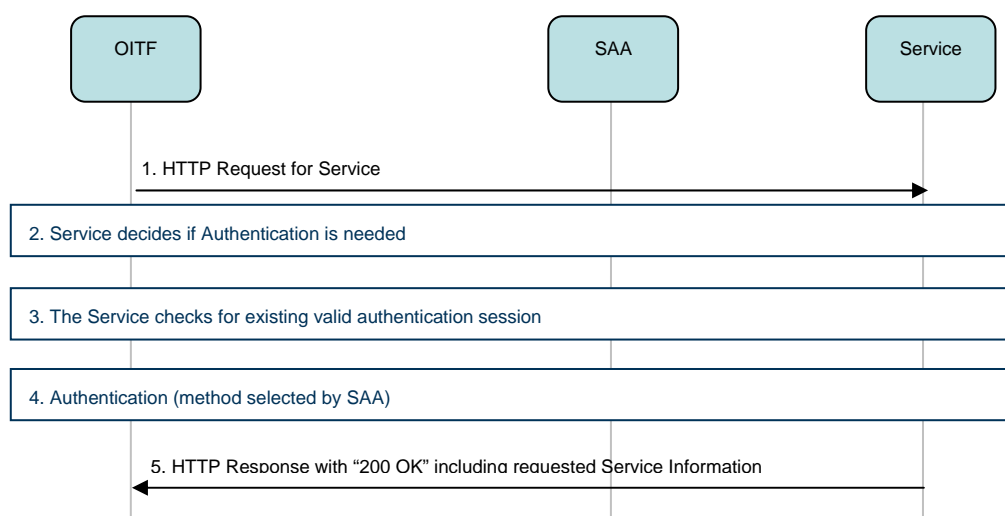 OITF
SAA
Service
1. HTTP Request for Service
2. Service decides if Authentication is needed
3. The Service checks for existing valid authentication session
4. Authentication (method selected by SAA)
5. HTTP Response with “200 OK” including requested Service Information